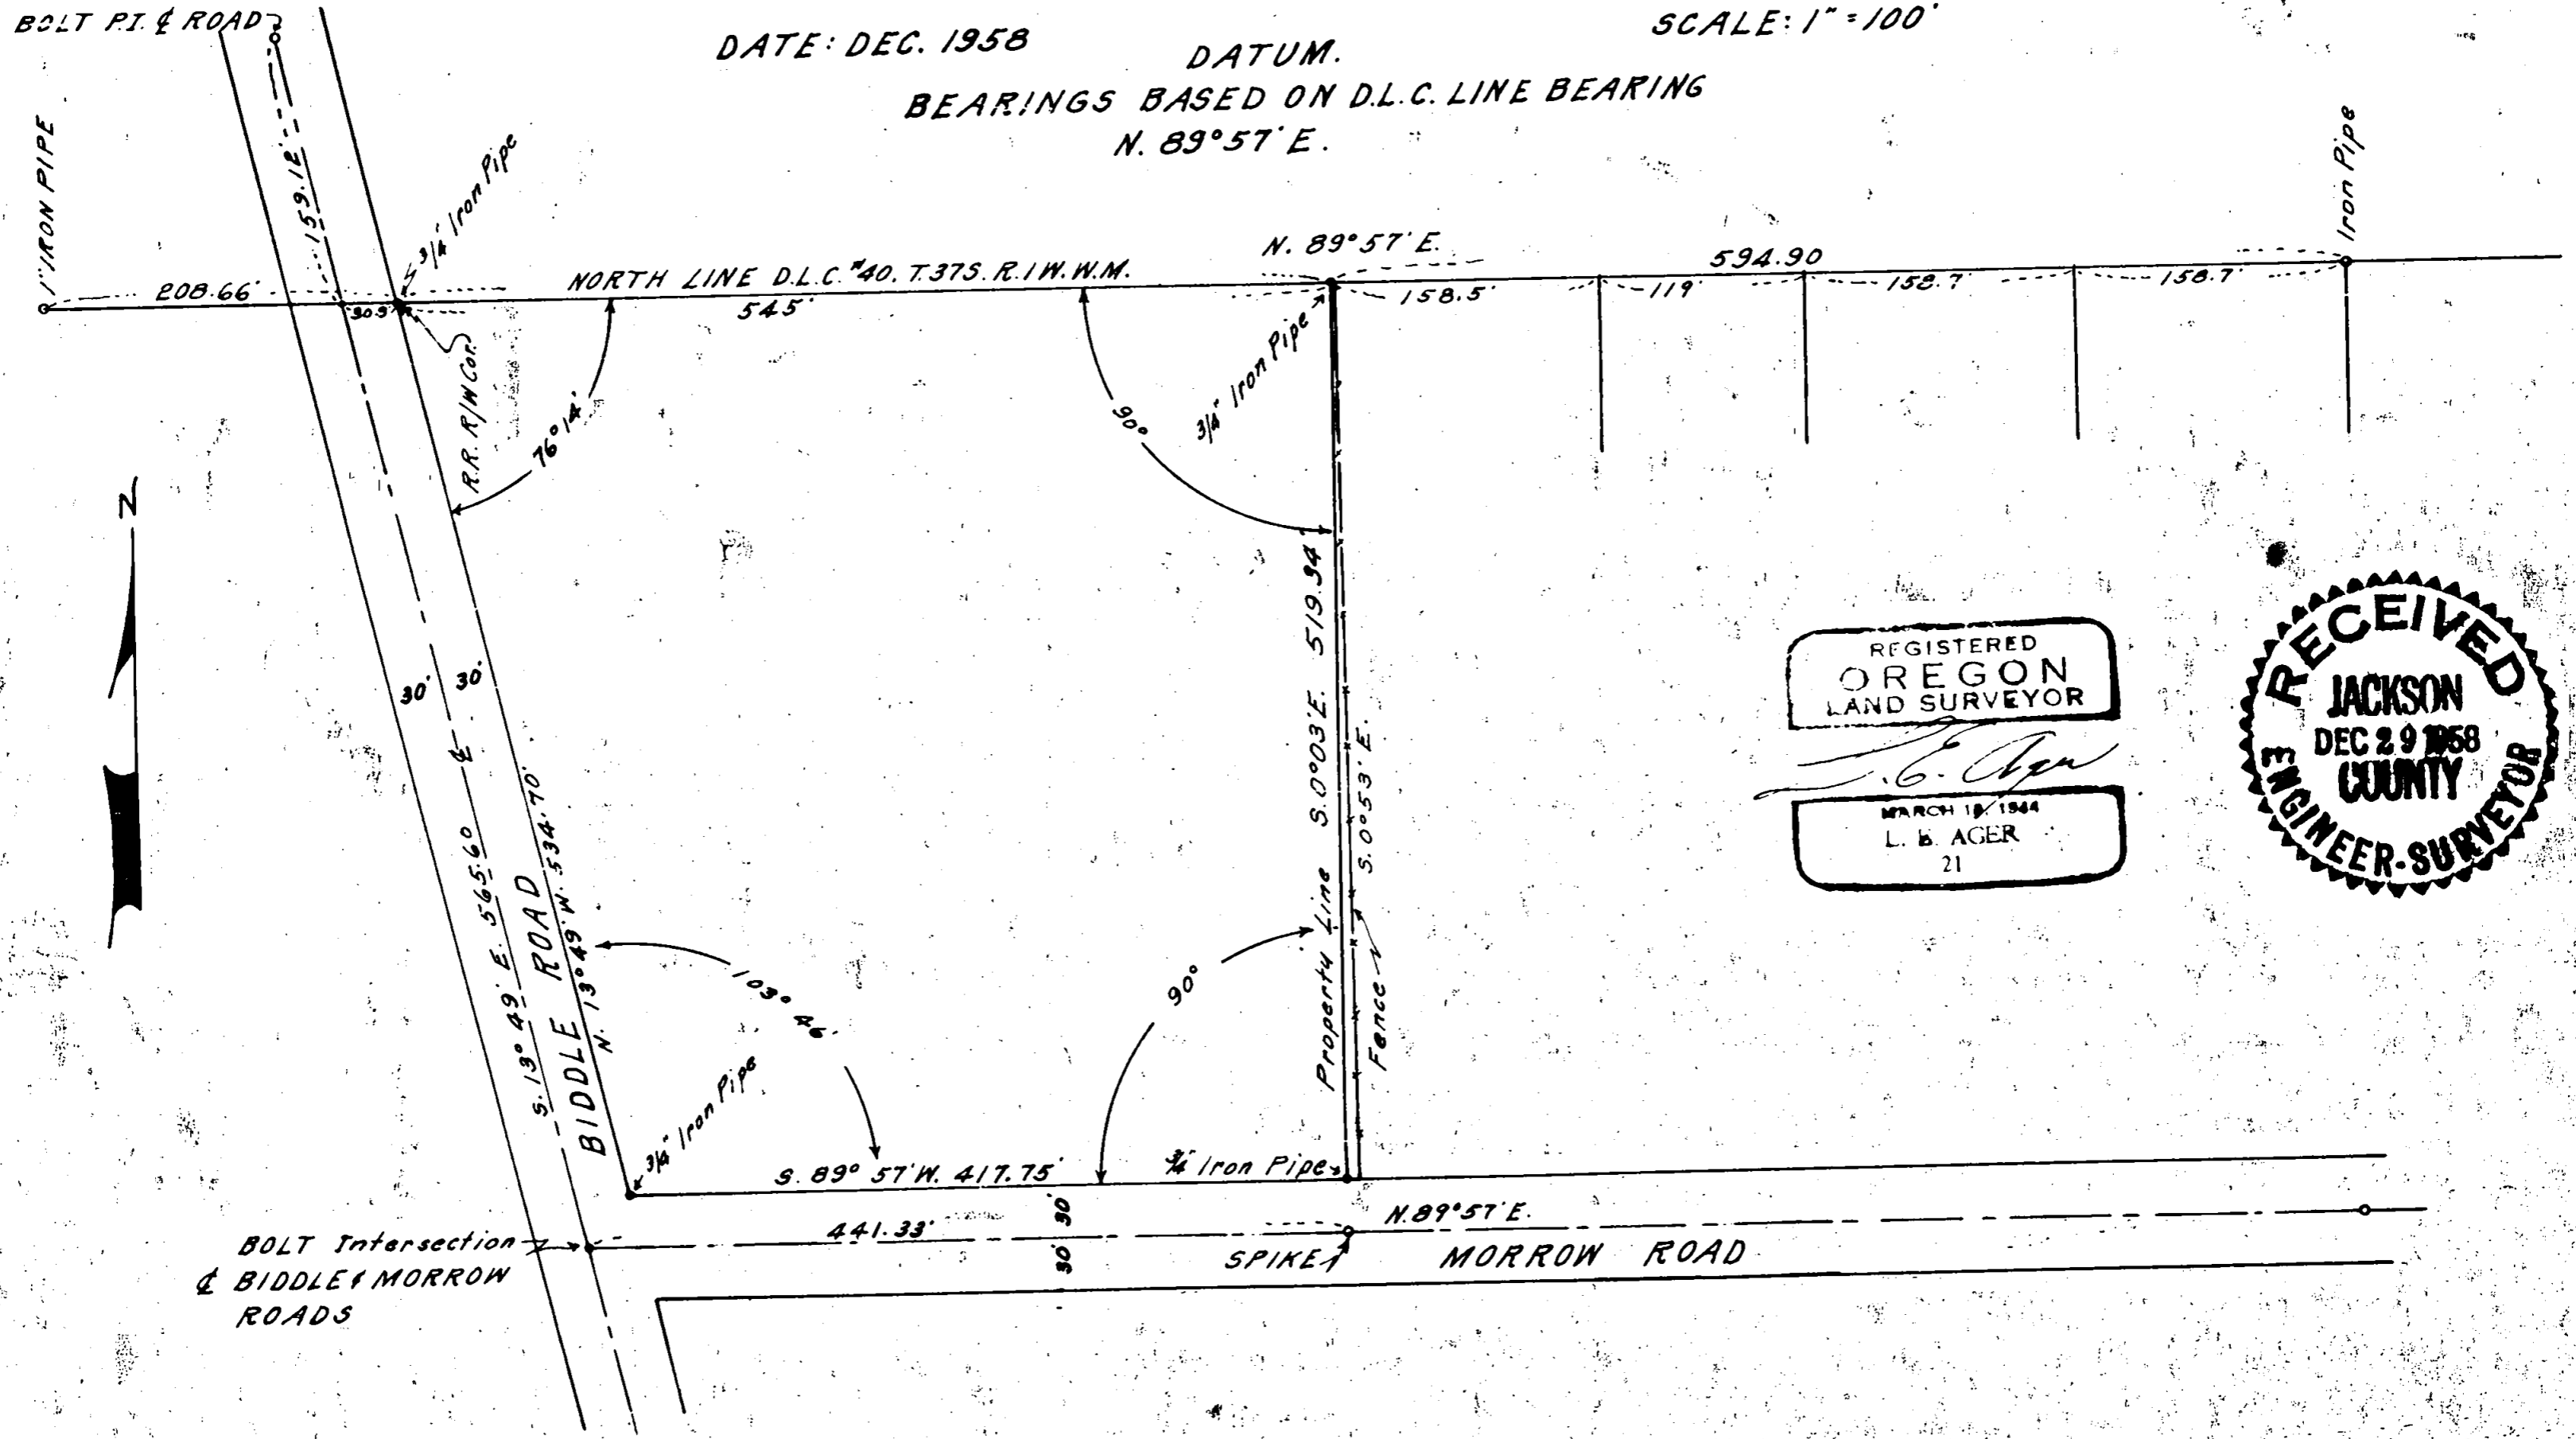 BOLT P.I. ℄ ROAD
DATE: DEC. 1958
SCALE: 1" = 100'
DATUM.
BEARINGS BASED ON D.L.C. LINE BEARING
N. 89°57' E.
1" IRON PIPE
159.12'
3/4" Iron Pipe
Iron Pipe
208.66'
30.9'
NORTH LINE D.L.C. #40. T.37S. R.1W. W.M.
545'
N. 89°57' E.
594.90
158.5'
119'
158.7'
158.7'
R.R. R/W Cor.
76°14'
90°
3/4" Iron Pipe
N
30'
30'
℄
S. 13° 49' E. 565.60
BIDDLE ROAD
N. 13° 49' W. 534.70'
Property Line S. 0°03' E. 519.34'
S. 0°53' E.
Fence
REGISTERED
OREGON
LAND SURVEYOR
L. E. Ager
MARCH 1944
L. E. AGER
21
RECEIVED
JACKSON
DEC 29 1958
COUNTY
ENGINEER-SURVEYOR
103° 46'
90°
3/4" Iron Pipe
S. 89° 57' W. 417.75'
3/4" Iron Pipe
30'
30'
441.33'
N. 89°57' E.
SPIKE
MORROW ROAD
BOLT Intersection
℄ BIDDLE & MORROW
ROADS